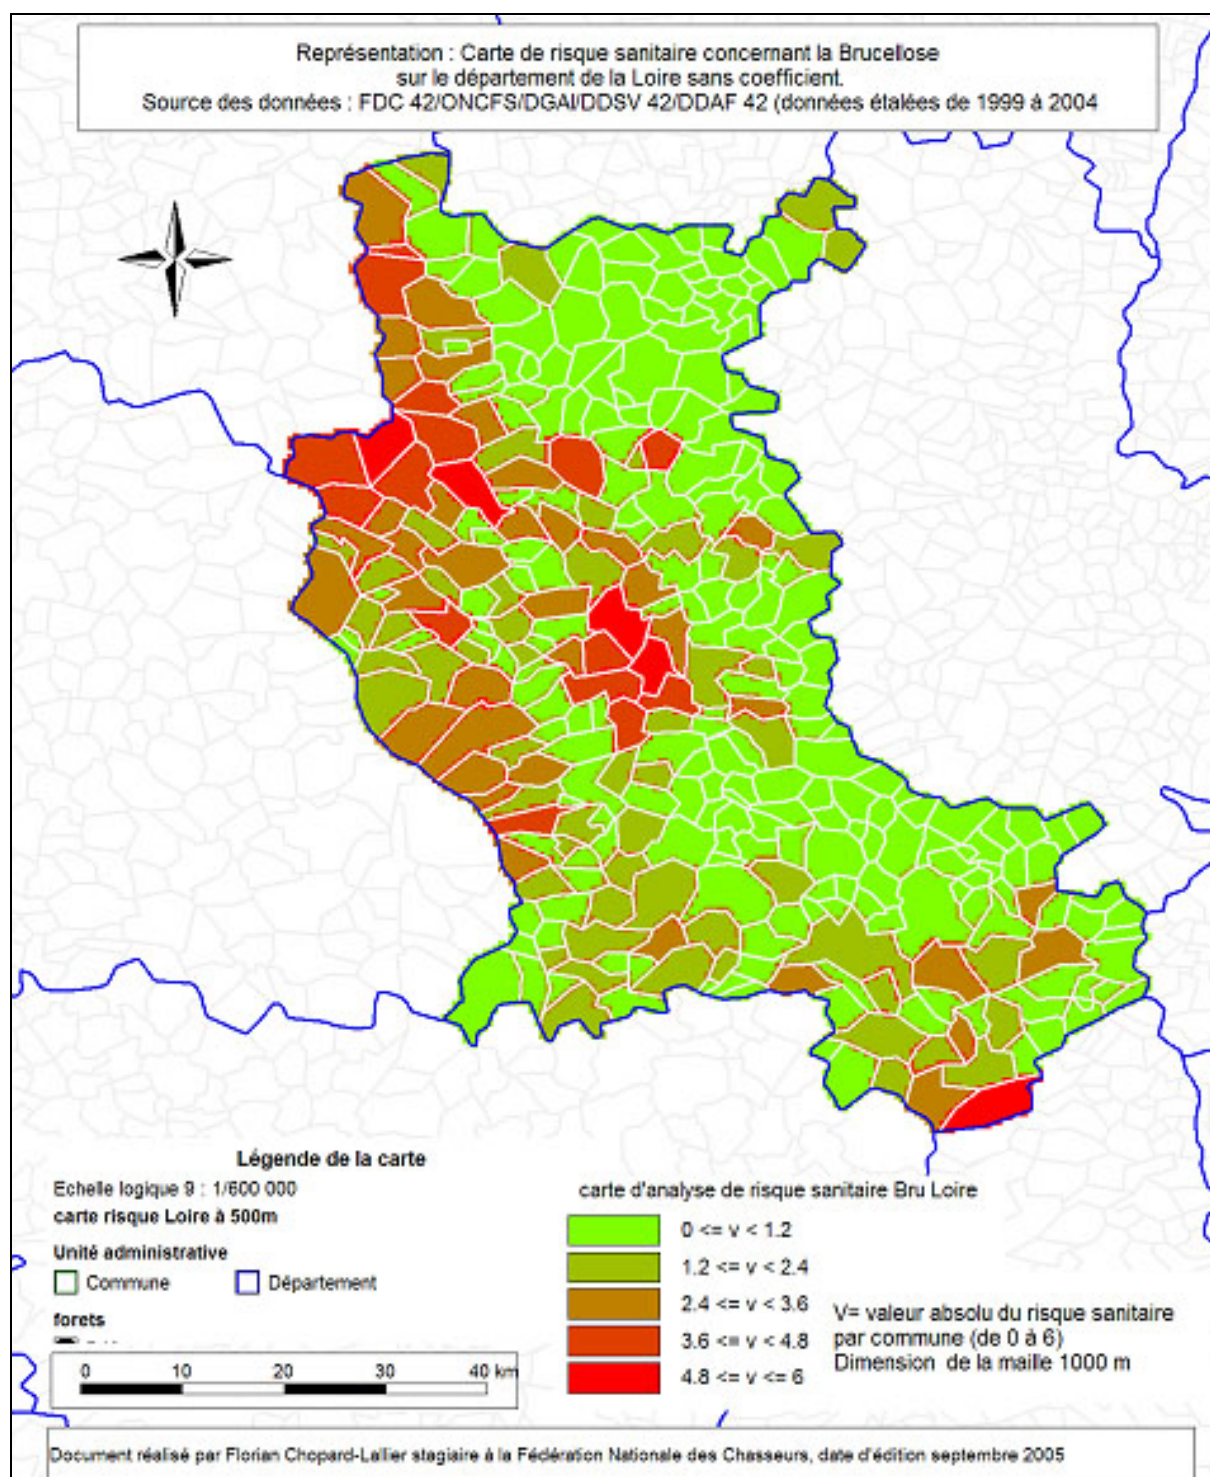 Représentation : Carte de risque sanitaire concernant la Brucellose
sur le département de la Loire sans coefficient.
Source des données : FDC 42/ONCFS/DGAI/DDSV 42/DDAF 42 (données étalées de 1999 à 2004
Légende de la carte
Echelle logique 9 : 1/600 000
carte risque Loire à 500m
Unité administrative
Commune Département
forets
0 10 20 30 40 km
carte d'analyse de risque sanitaire Bru Loire
0 <= v < 1.2
1.2 <= v < 2.4
2.4 <= v < 3.6
3.6 <= v < 4.8
4.8 <= v <= 6
V= valeur absolu du risque sanitaire
par commune (de 0 à 6)
Dimension de la maille 1000 m
Document réalisé par Florian Chopard-Lallier stagiaire à la Fédération Nationale des Chasseurs, date d'édition septembre 2005